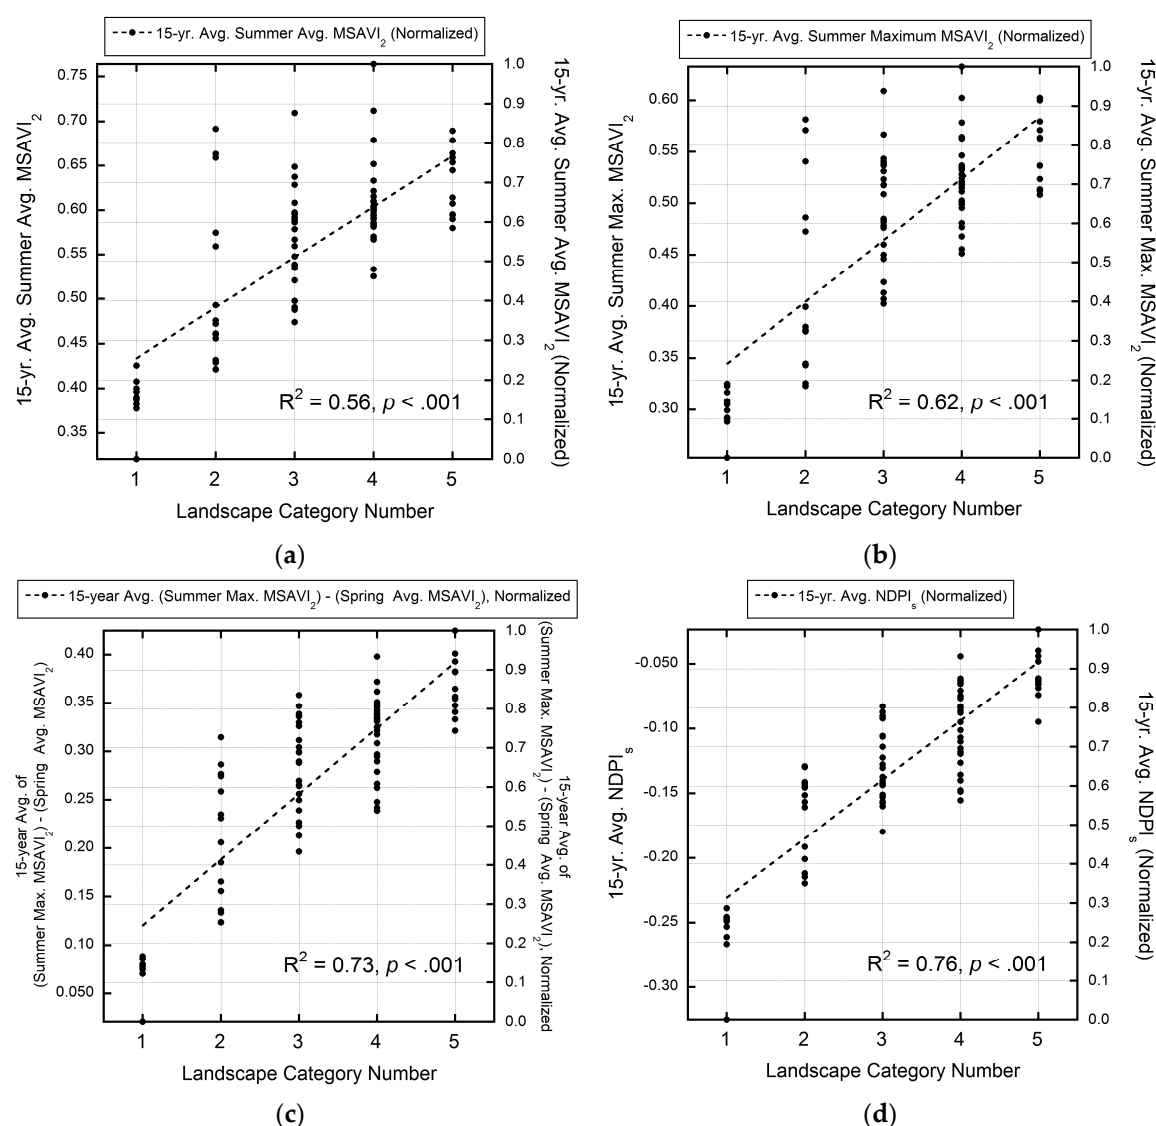 15-yr. Avg. Summer Avg. MSAVI2 (Normalized)
15-yr. Avg. Summer Avg. MSAVI2
0.75
0.70
0.65
0.60
0.55
0.50
0.45
0.40
0.35
1.0
0.9
0.8
0.7
0.6
0.5
0.4
0.3
0.2
0.1
0.0
15-yr. Avg. Summer Avg. MSAVI2 (Normalized)
R2 = 0.56, p < .001
1 2 3 4 5
Landscape Category Number
(a)
15-yr. Avg. Summer Maximum MSAVI2 (Normalized)
15-yr. Avg. Summer Max. MSAVI2
0.60
0.55
0.50
0.45
0.40
0.35
0.30
1.0
0.9
0.8
0.7
0.6
0.5
0.4
0.3
0.2
0.1
0.0
15-yr. Avg. Summer Max. MSAVI2 (Normalized)
R2 = 0.62, p < .001
1 2 3 4 5
Landscape Category Number
(b)
15-year Avg. (Summer Max. MSAVI2) - (Spring Avg. MSAVI2), Normalized
15-year Avg. of
(Summer Max. MSAVI2) - (Spring Avg. MSAVI2)
0.40
0.35
0.30
0.25
0.20
0.15
0.10
0.050
1.0
0.9
0.8
0.7
0.6
0.5
0.4
0.3
0.2
0.1
0.0
15-year Avg. of
(Summer Max. MSAVI2) - (Spring Avg. MSAVI2), Normalized
R2 = 0.73, p < .001
1 2 3 4 5
Landscape Category Number
(c)
15-yr. Avg. NDPIs (Normalized)
15-yr. Avg. NDPIs
-0.050
-0.10
-0.15
-0.20
-0.25
-0.30
1.0
0.9
0.8
0.7
0.6
0.5
0.4
0.3
0.2
0.1
0.0
15-yr. Avg. NDPIs (Normalized)
R2 = 0.76, p < .001
1 2 3 4 5
Landscape Category Number
(d)